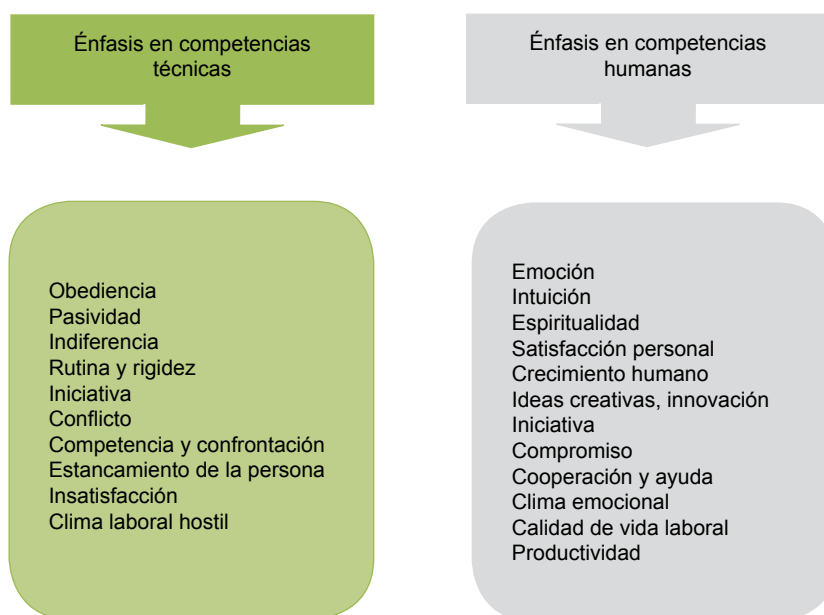 Énfasis en competencias
técnicas
Obediencia
Pasividad
Indiferencia
Rutina y rigidez
Iniciativa
Conflicto
Competencia y confrontación
Estancamiento de la persona
Insatisfacción
Clima laboral hostil
Énfasis en competencias
humanas
Emoción
Intuición
Espiritualidad
Satisfacción personal
Crecimiento humano
Ideas creativas, innovación
Iniciativa
Compromiso
Cooperación y ayuda
Clima emocional
Calidad de vida laboral
Productividad